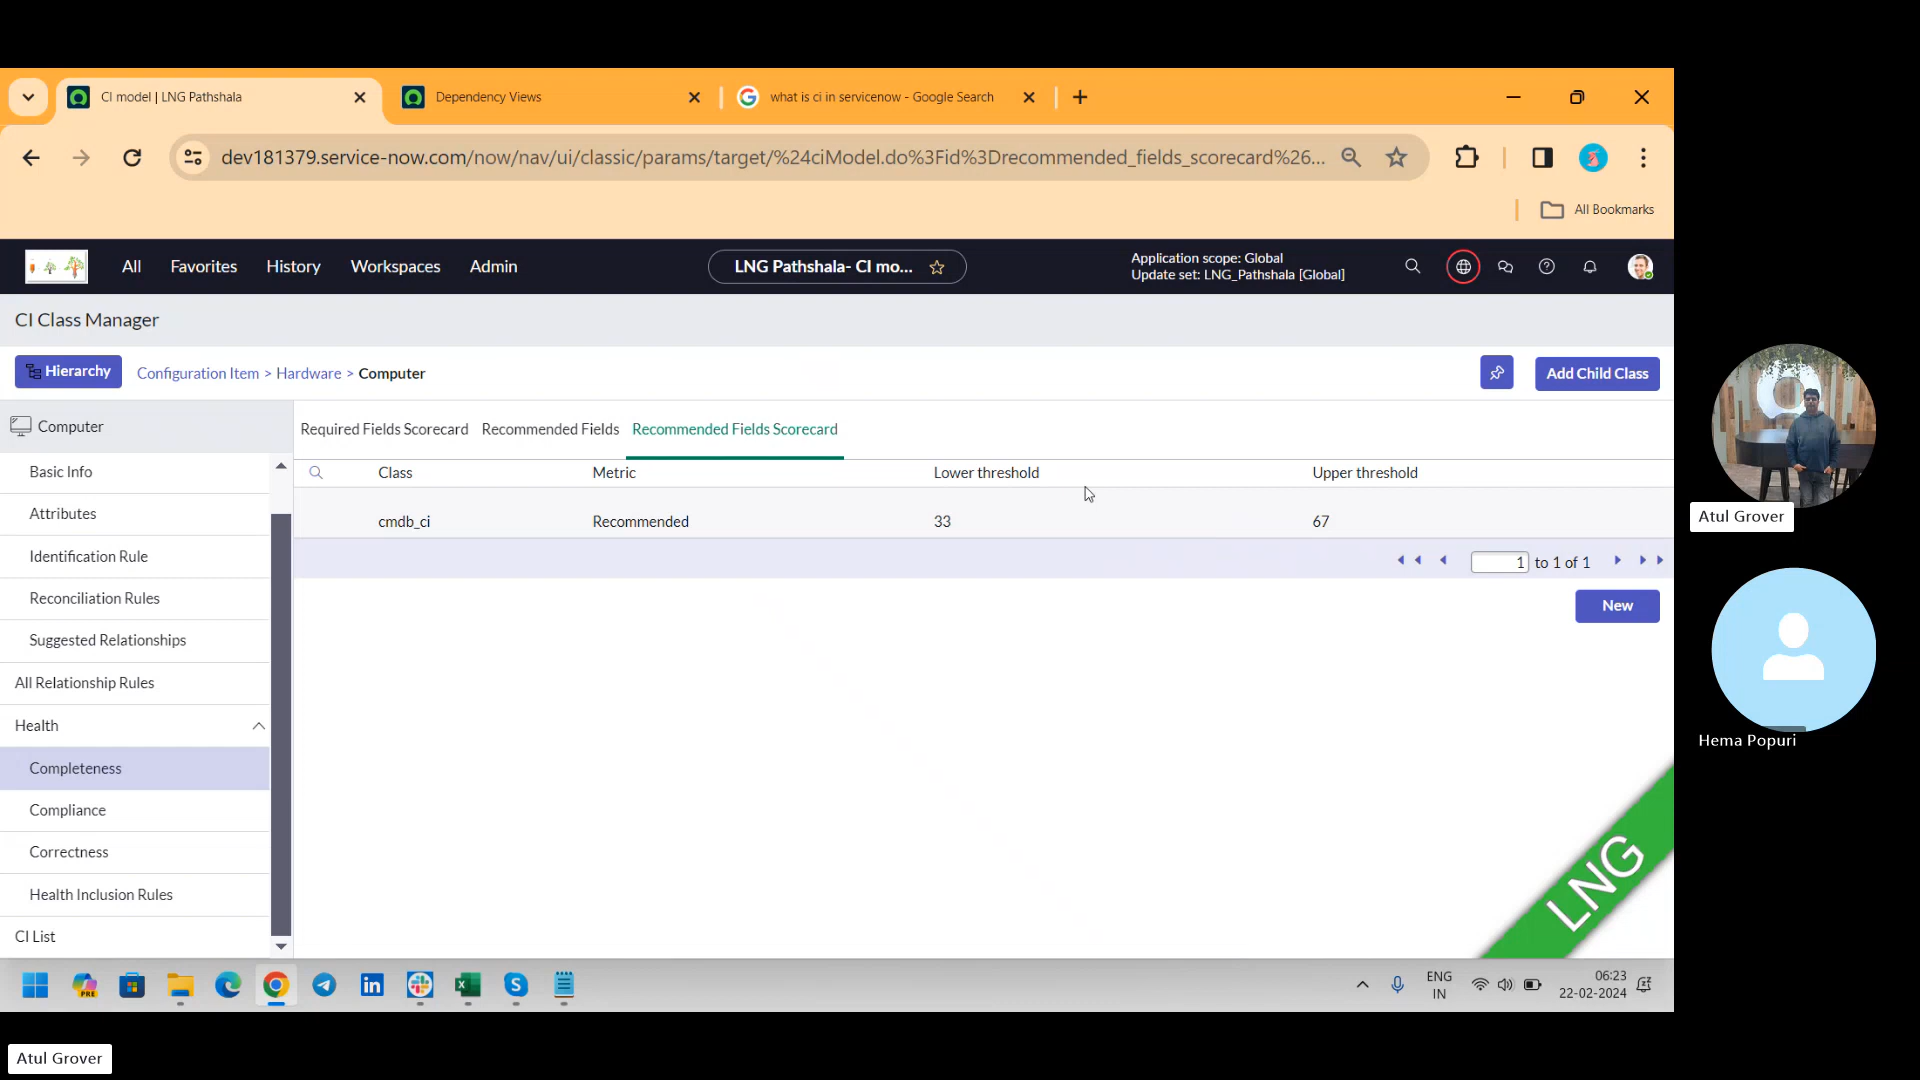 CI model | LNG Pathshala
Dependency Views
what is ci in servicenow - Google Search
dev181379.service-now.com/now/nav/ui/classic/params/target/%24ciModel.do%3Fid%3Drecommended_fields_scorecard%26...
All Bookmarks
All Favorites History Workspaces Admin
LNG Pathshala- CI mo...
Application scope: Global
Update set: LNG_Pathshala [Global]
CI Class Manager
Hierarchy
Configuration Item > Hardware > Computer
Add Child Class
Computer
Required Fields Scorecard Recommended Fields Recommended Fields Scorecard
Basic Info
Attributes
Identification Rule
Reconciliation Rules
Suggested Relationships
All Relationship Rules
Health
Completeness
Compliance
Correctness
Health Inclusion Rules
CI List
Class Metric Lower threshold Upper threshold
cmdb_ci Recommended 33 67
1 to 1 of 1
New
LNG
PRE
ENG
IN
06:23
22-02-2024
Atul Grover
Hema Popuri
Atul Grover